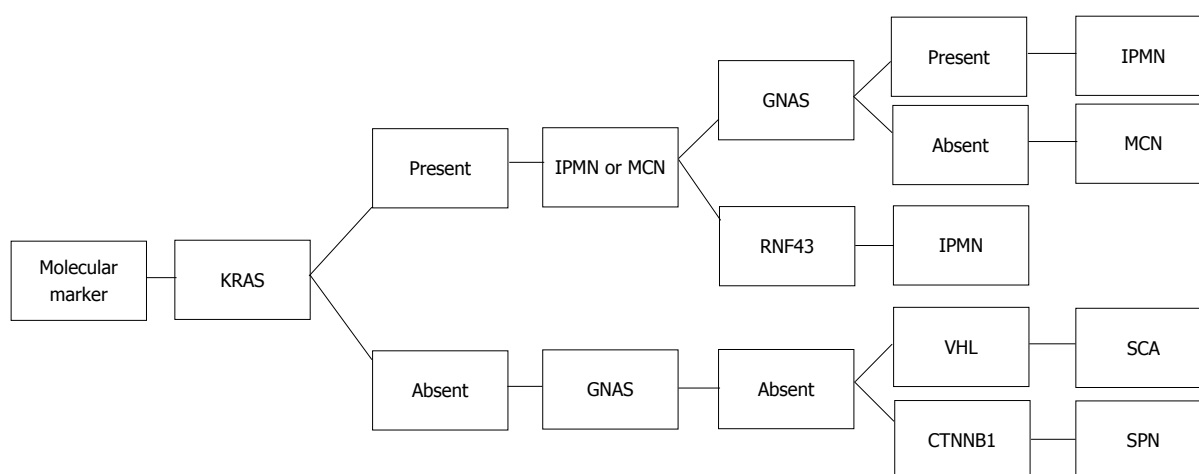 Present
IPMN
GNAS
Absent
MCN
Present
IPMN or MCN
RNF43
IPMN
Molecular
marker
KRAS
VHL
SCA
Absent
GNAS
Absent
CTNNB1
SPN